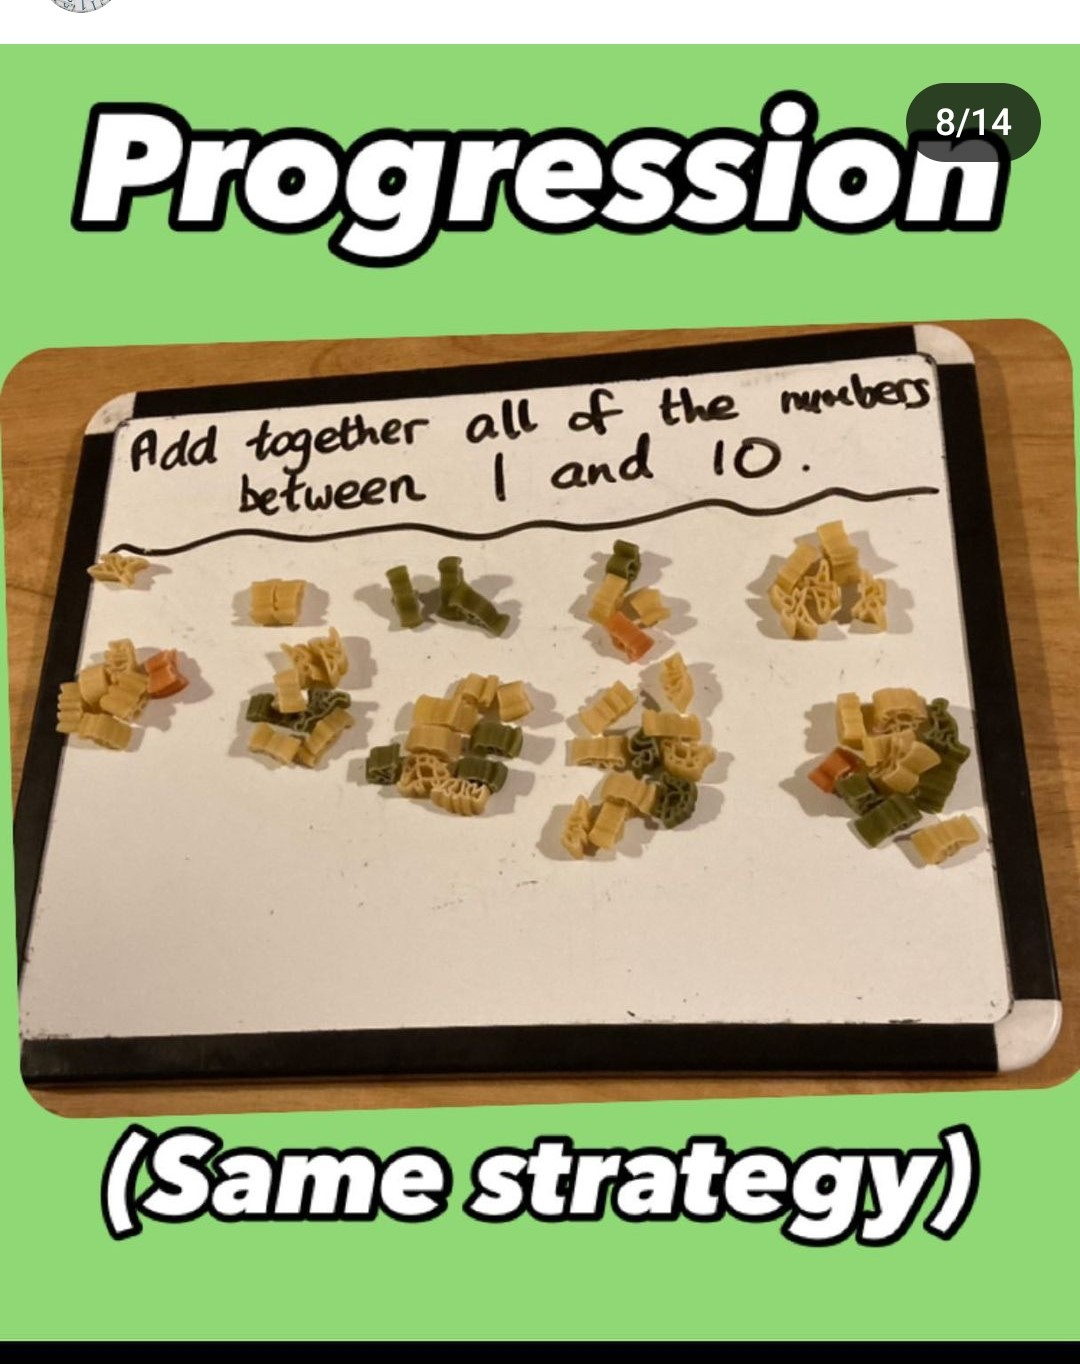 8/14
Progression
Add together all of the numbers
between 1 and 10.
(Same strategy)